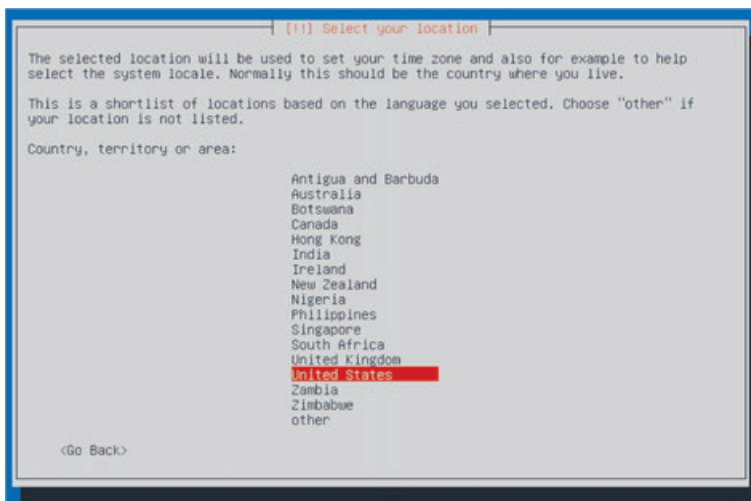 [!!] Select your location
The selected location will be used to set your time zone and also for example to help
select the system locale. Normally this should be the country where you live.
This is a shortlist of locations based on the language you selected. Choose "other" if
your location is not listed.
Country, territory or area:
Antigua and Barbuda
Australia
Botswana
Canada
Hong Kong
India
Ireland
New Zealand
Nigeria
Philippines
Singapore
South Africa
United Kingdom
United States
Zambia
Zimbabwe
other
<Go Back>